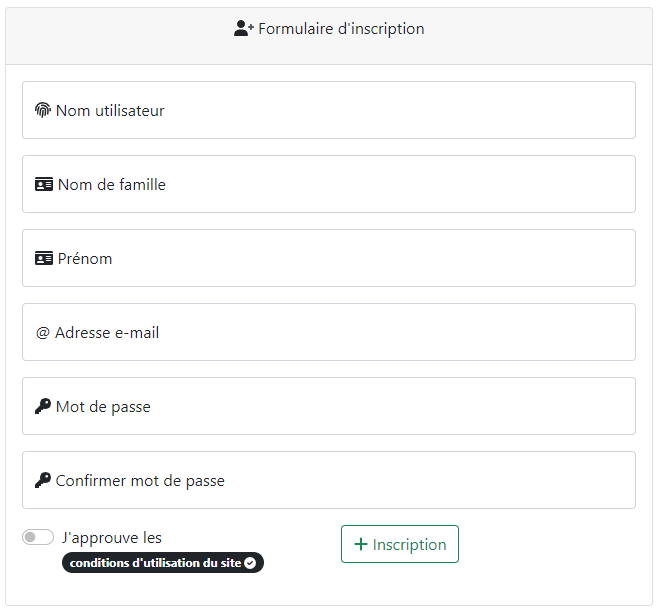 Formulaire d'inscription
Nom utilisateur
Nom de famille
Prénom
@ Adresse e-mail
Mot de passe
Confirmer mot de passe
J'approuve les
conditions d'utilisation du site
+ Inscription